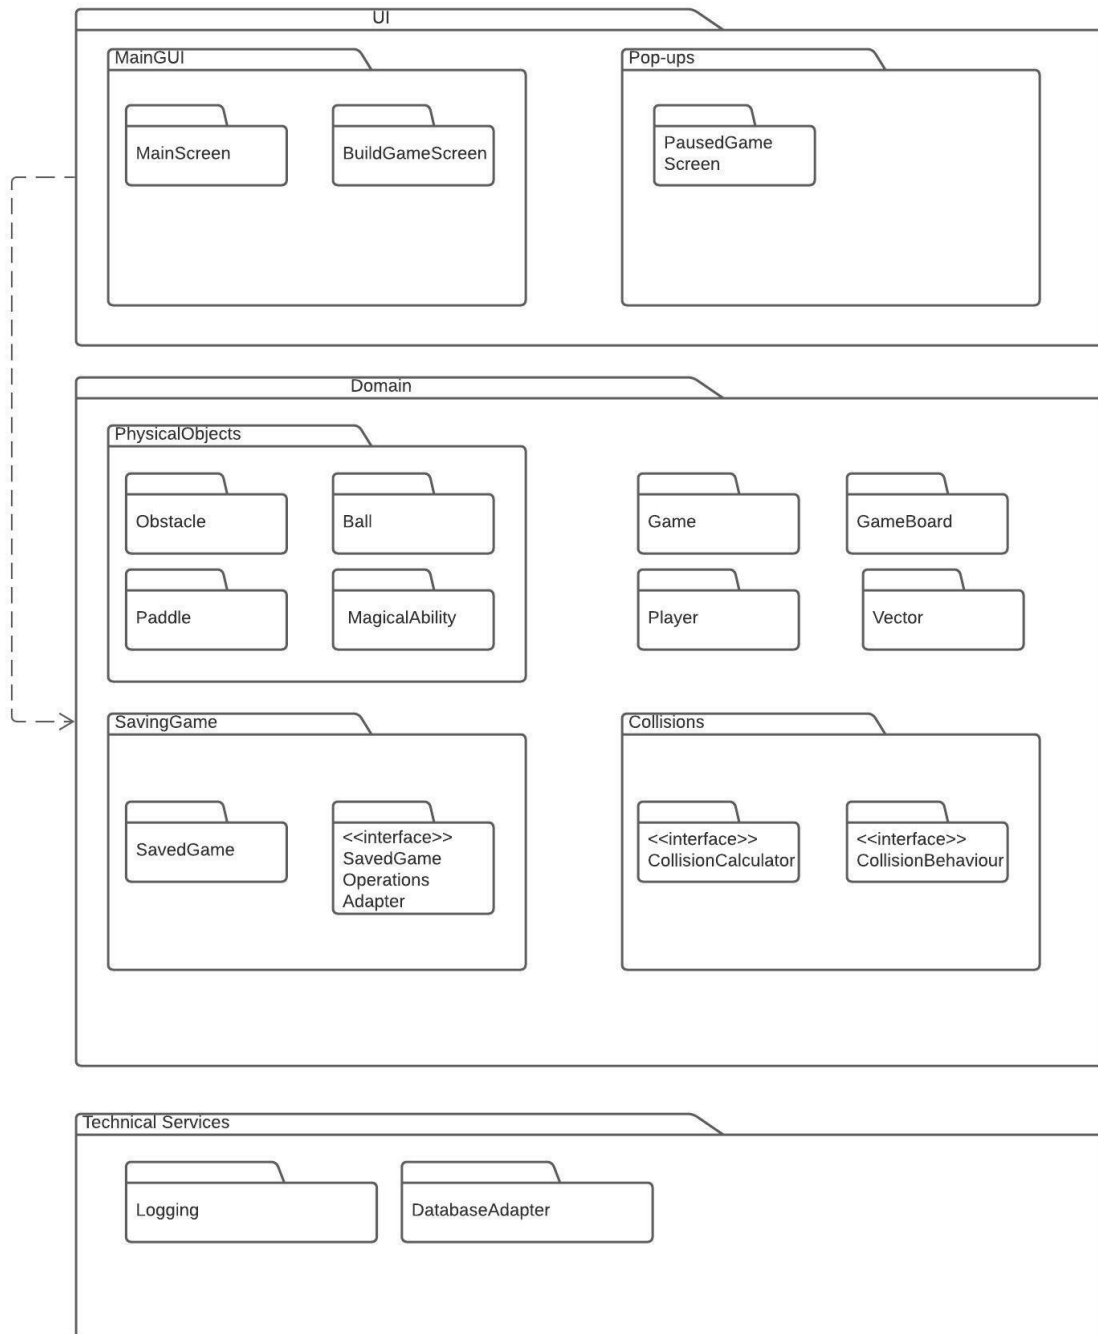 UI
MainGUI
Pop-ups
MainScreen
BuildGameScreen
PausedGame
Screen
Domain
PhysicalObjects
Obstacle
Ball
Game
GameBoard
Paddle
MagicalAbility
Player
Vector
SavingGame
Collisions
SavedGame
<<interface>>
SavedGame
Operations
Adapter
<<interface>>
CollisionCalculator
<<interface>>
CollisionBehaviour
Technical Services
Logging
DatabaseAdapter